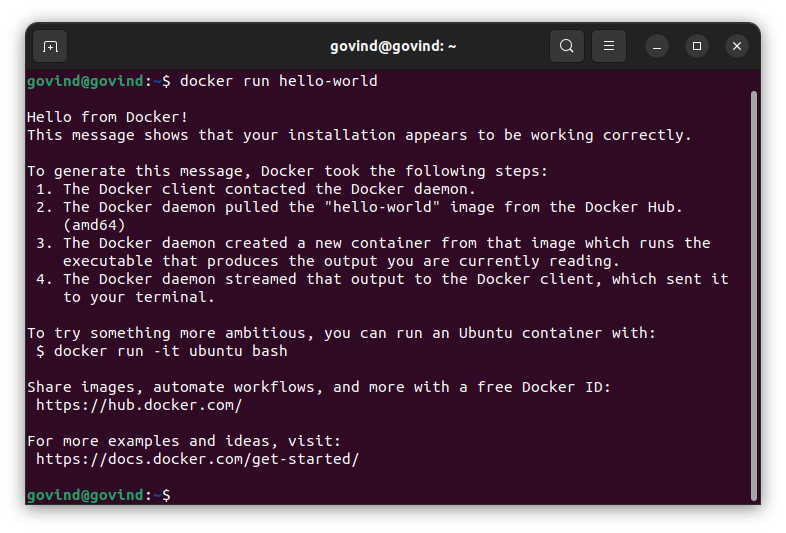 govind@govind: ~
govind@govind:~$ docker run hello-world
Hello from Docker!
This message shows that your installation appears to be working correctly.
To generate this message, Docker took the following steps:
1. The Docker client contacted the Docker daemon.
2. The Docker daemon pulled the "hello-world" image from the Docker Hub.
(amd64)
3. The Docker daemon created a new container from that image which runs the
executable that produces the output you are currently reading.
4. The Docker daemon streamed that output to the Docker client, which sent it
to your terminal.
To try something more ambitious, you can run an Ubuntu container with:
$ docker run -it ubuntu bash
Share images, automate workflows, and more with a free Docker ID:
https://hub.docker.com/
For more examples and ideas, visit:
https://docs.docker.com/get-started/
govind@govind:~$